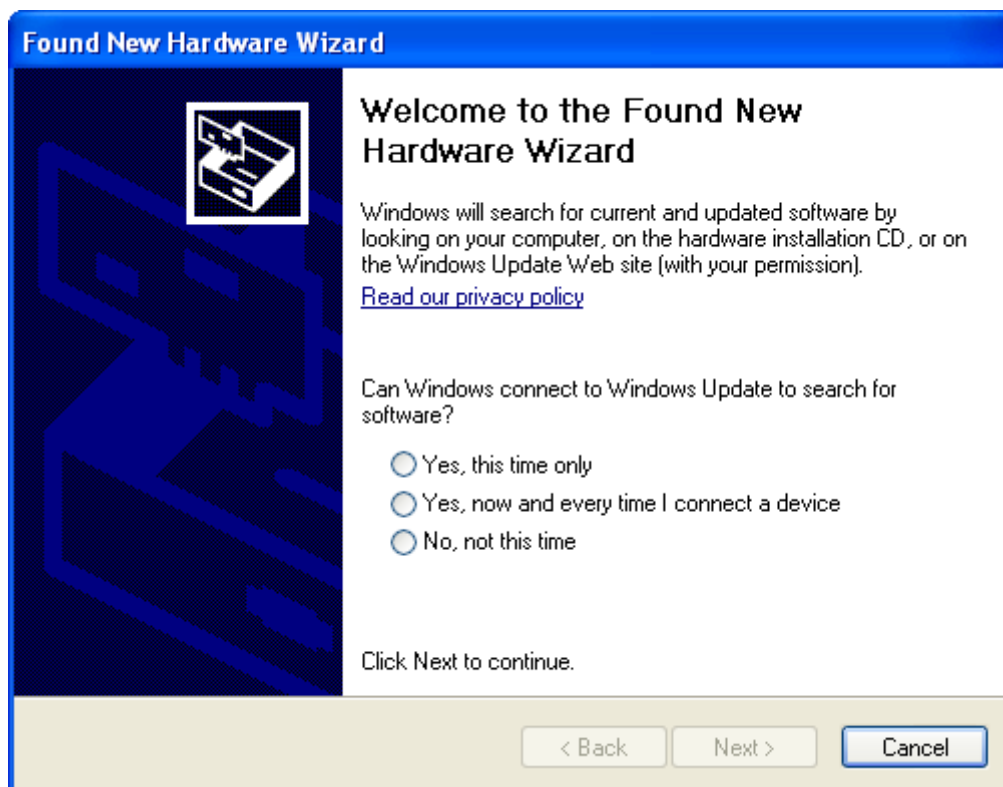 Found New Hardware Wizard
Welcome to the Found New
Hardware Wizard
Windows will search for current and updated software by
looking on your computer, on the hardware installation CD, or on
the Windows Update Web site (with your permission).
Read our privacy policy
Can Windows connect to Windows Update to search for
software?
Yes, this time only
Yes, now and every time I connect a device
No, not this time
Click Next to continue.
< Back
Next >
Cancel